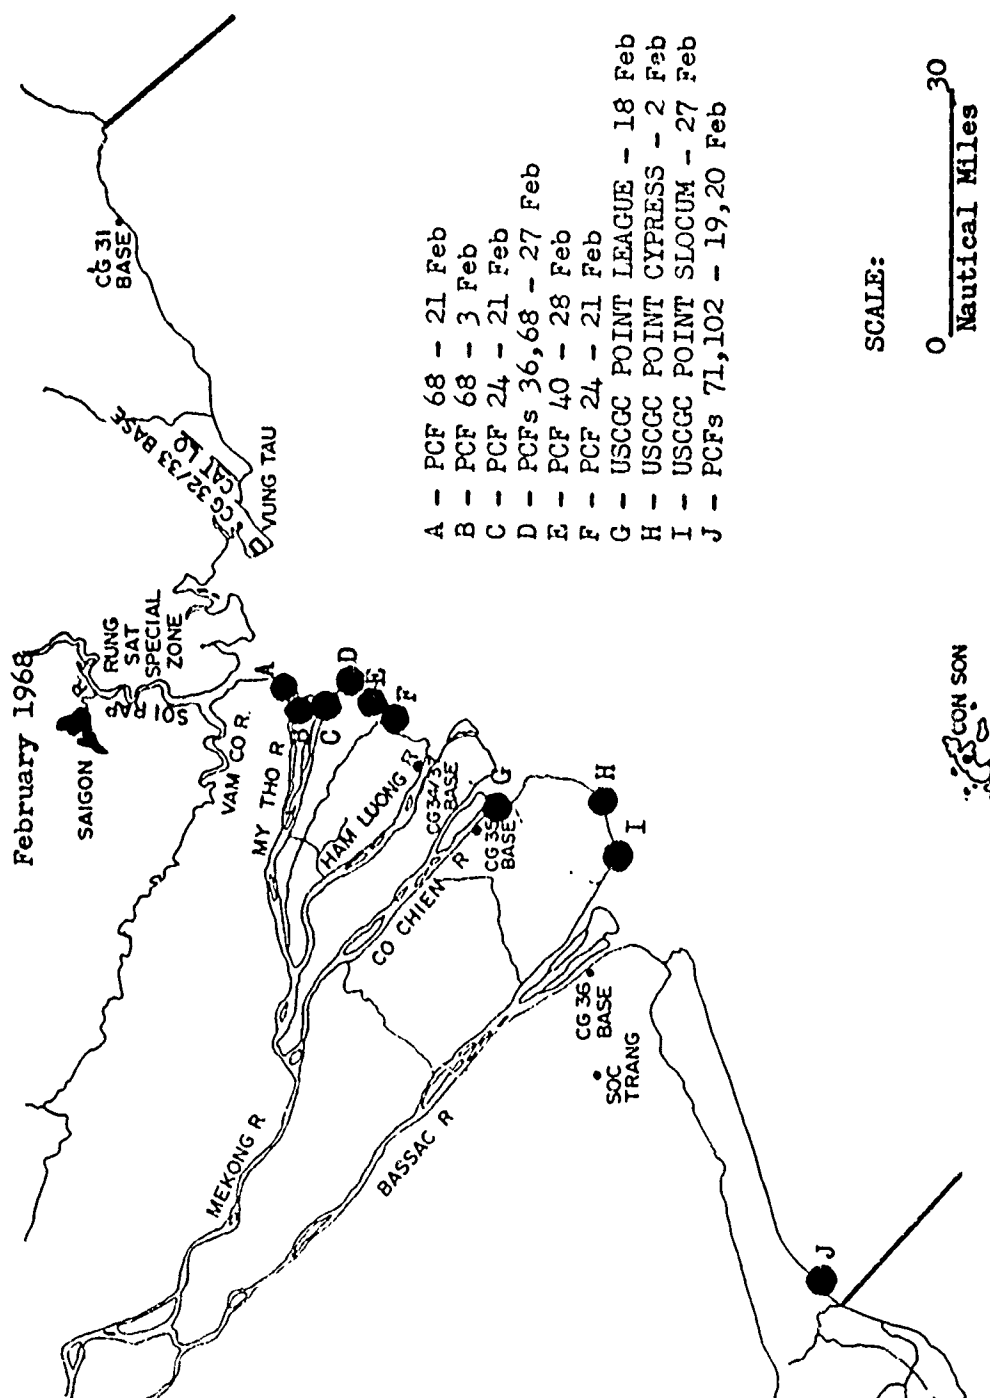 February 1968
SAIGON
R
RUNG
SAT
SPECIAL
ZONE
VAM CO R.
CG 32/33 BASE
CAT LO
VUNG TAU
CG 31
BASE
MY THO R
HAM LUONG R
CO CHIEN R
BASE
CG 35
BASE
MEKONG R
BASSAC R
CG 36
BASE
SOC
TRANG
CON SON
A
B
C
D
E
F
G
H
I
J
A - PCF 68 - 21 Feb
B - PCF 68 - 3 Feb
C - PCF 24 - 21 Feb
D - PCFs 36,68 - 27 Feb
E - PCF 40 - 28 Feb
F - PCF 24 - 21 Feb
G - USCGC POINT LEAGUE - 18 Feb
H - USCGC POINT CYPRESS - 2 Feb
I - USCGC POINT SLOCUM - 27 Feb
J - PCFs 71,102 - 19,20 Feb
SCALE:
0 30
Nautical Miles